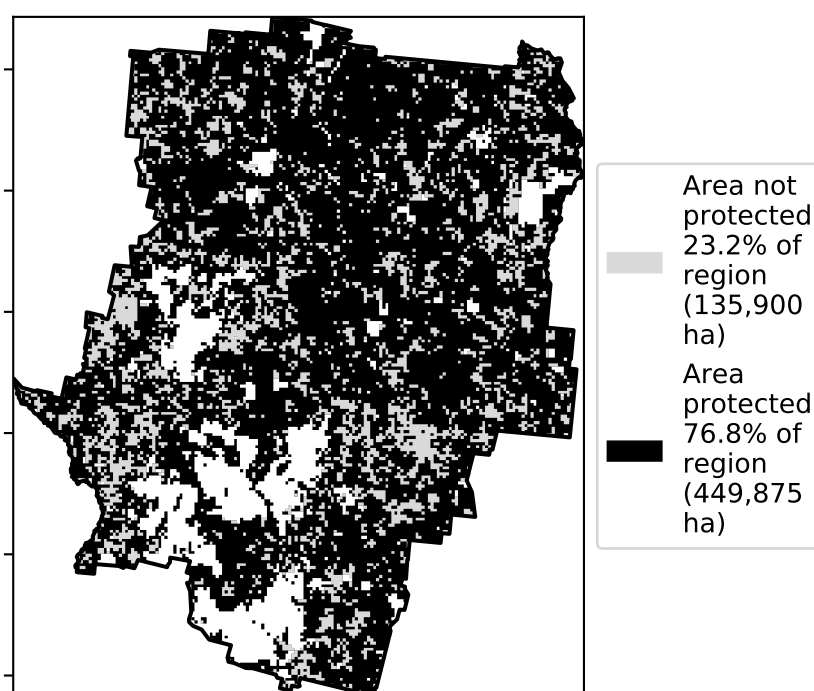 Area not
protected
23.2% of
region
(135,900
ha)
Area
protected
76.8% of
region
(449,875
ha)